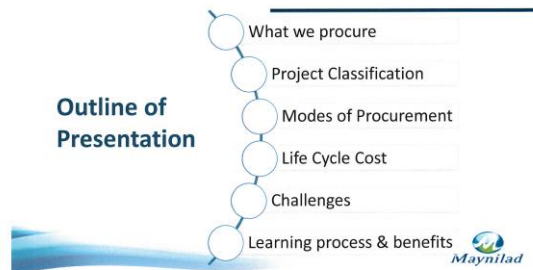 What we procure
Project Classification
Outline of
Presentation
Modes of Procurement
Life Cycle Cost
Challenges
Learning process & benefits
Maynilad